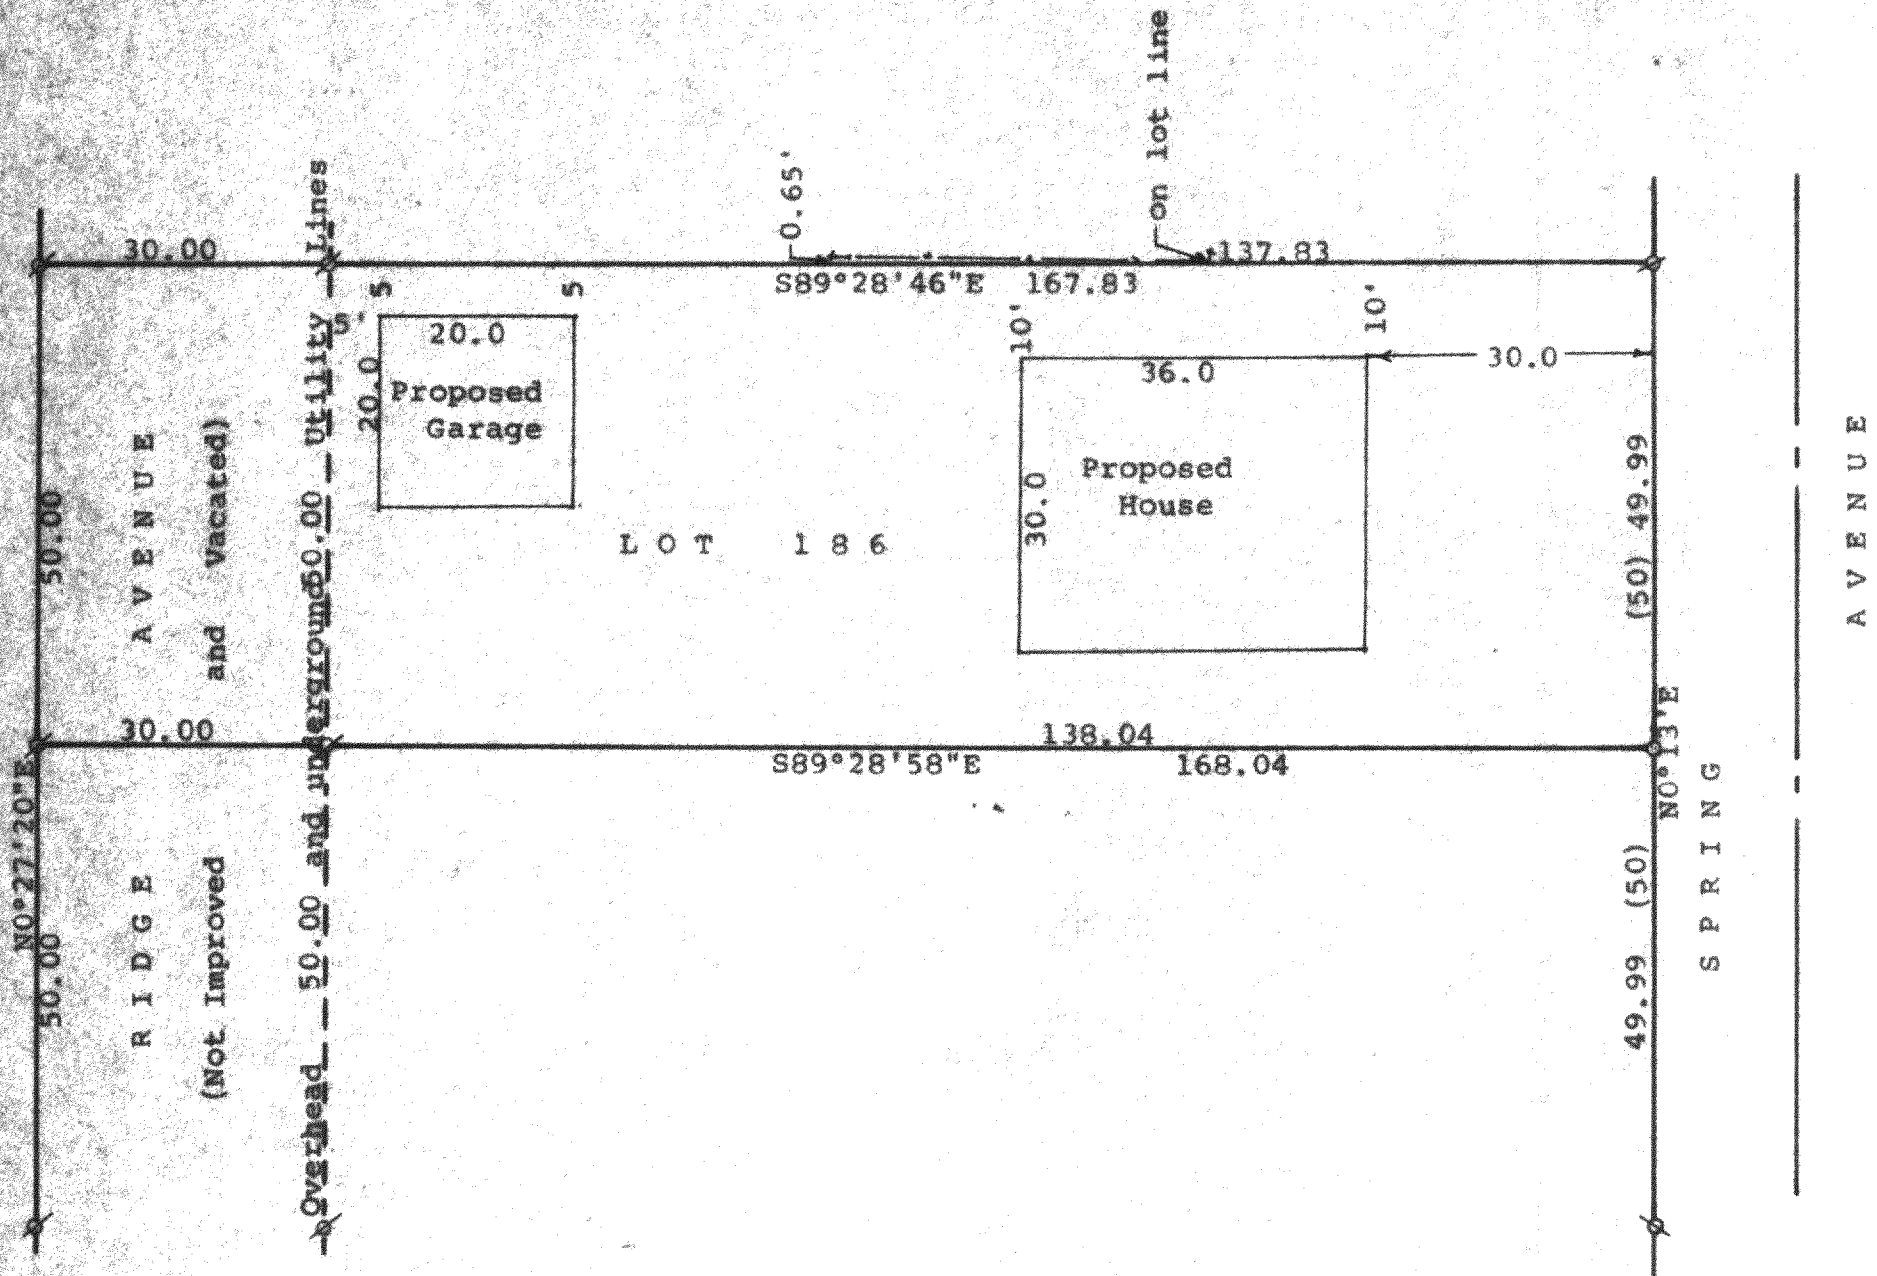 on lot line
Lines
0.65'
30.00
137.83
S89°28'46"E 167.83
5
5
5'
20.0
20.0
Proposed
Garage
10'
10'
36.0
30.0
30.0
Proposed
House
LOT 186
50.00
AVENUE
and Vacated)
Utility
50.00
(50) 49.99
AVENUE
30.00
138.04
S89°28'58"E 168.04
N0°27'20"E
N0°13'E
50.00
RIDGE
(Not Improved
Overhead 50.00 and underground
49.99 (50)
SPRING